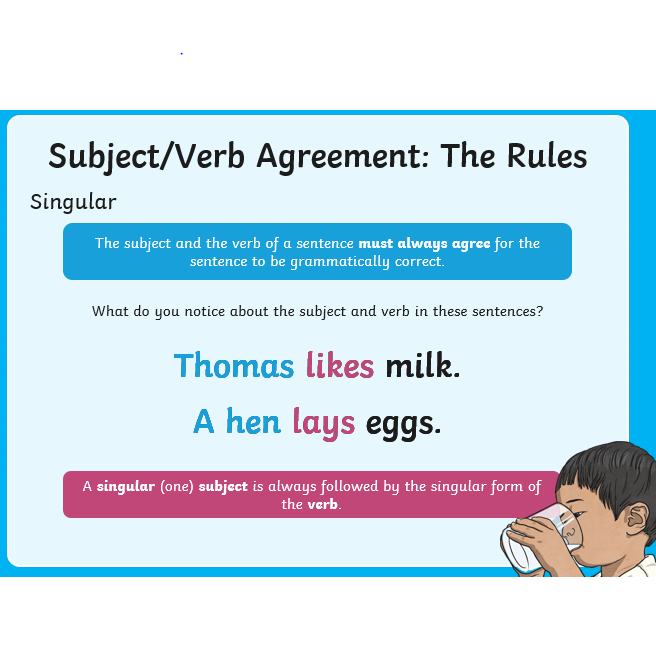 Subject/Verb Agreement: The Rules
Singular
The subject and the verb of a sentence must always agree for the
sentence to be grammatically correct.
What do you notice about the subject and verb in these sentences?
Thomas likes milk.
A hen lays eggs.
A singular (one) subject is always followed by the singular form of
the verb.